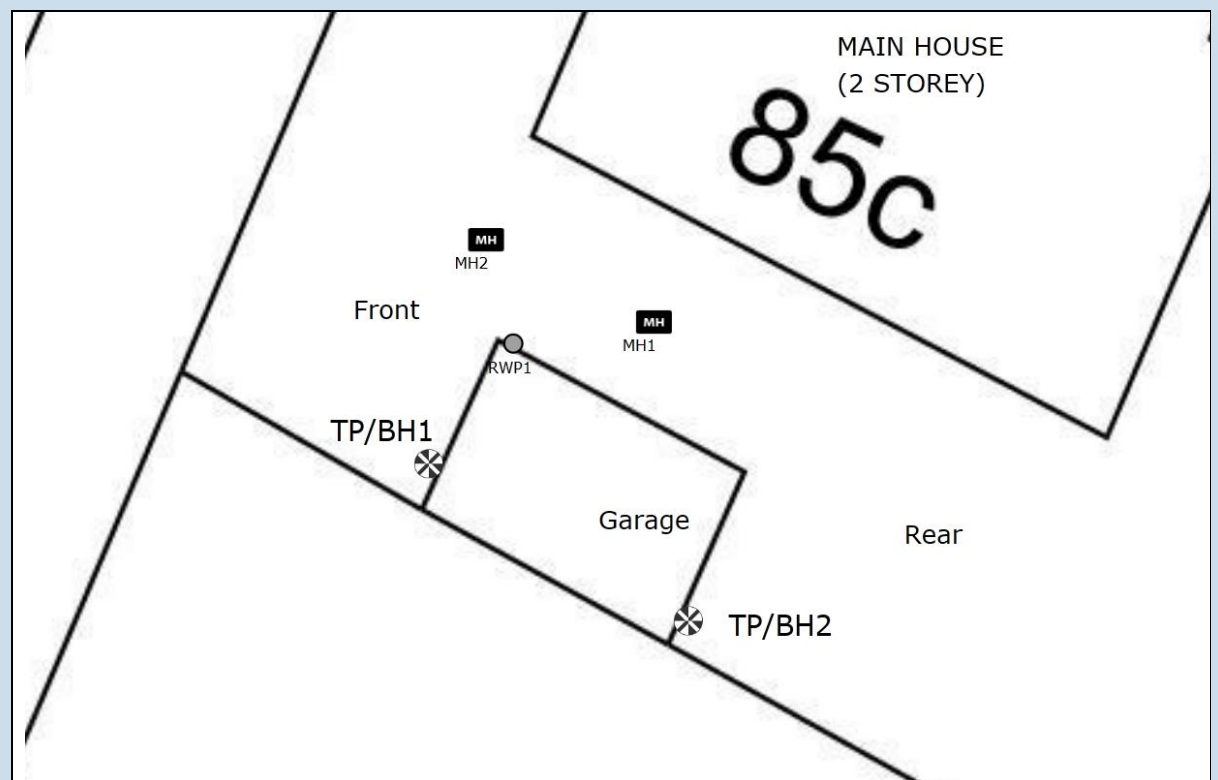 MAIN HOUSE
(2 STOREY)
85c
MH
MH2
Front
MH
MH1
RWP1
TP/BH1
Garage
Rear
TP/BH2